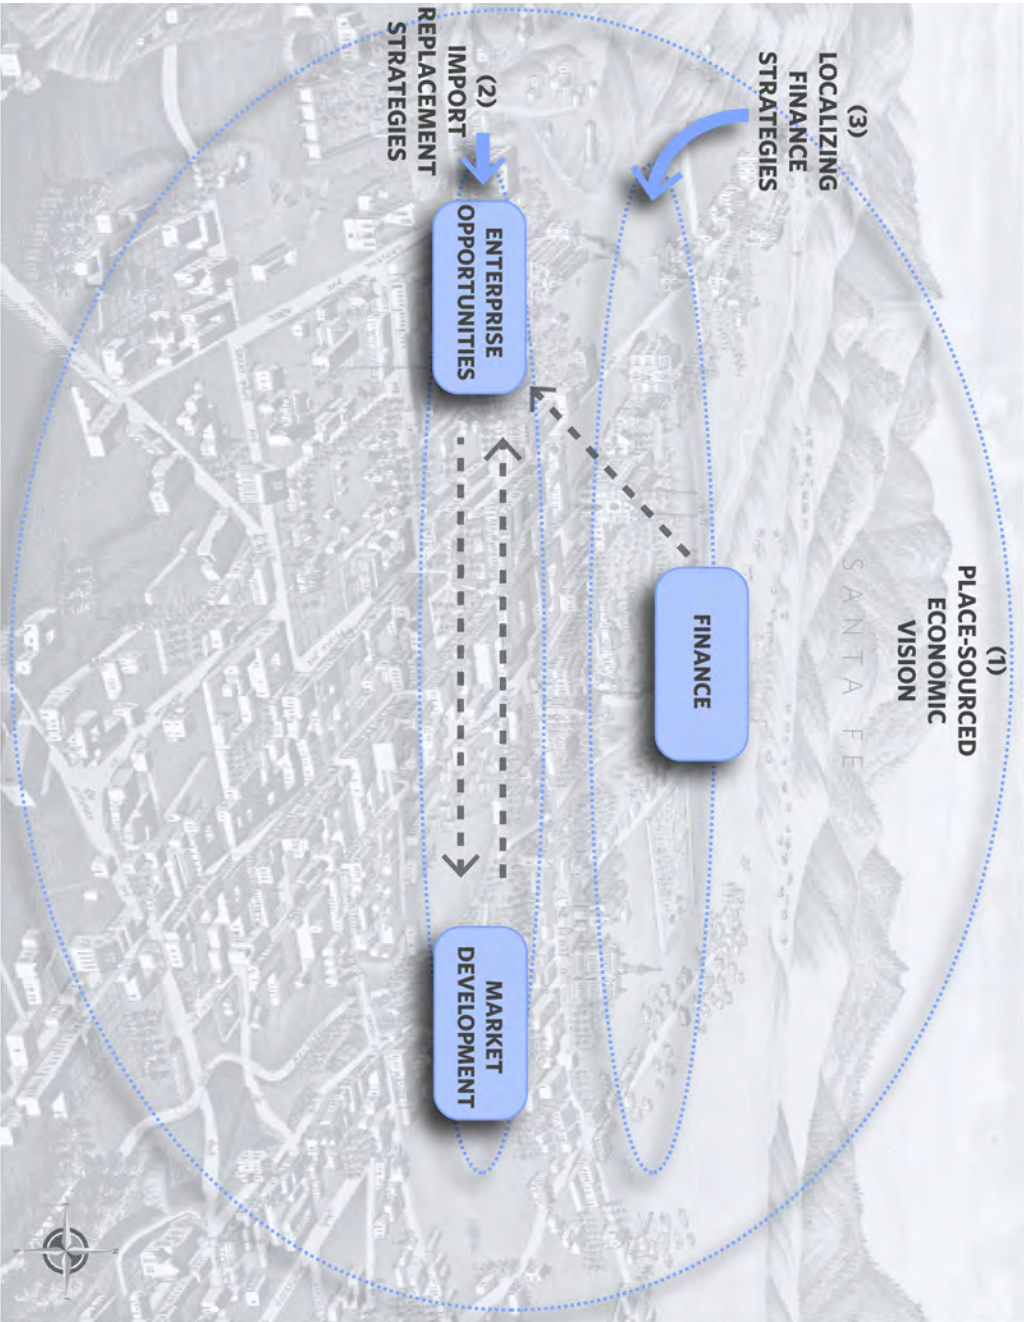 (1)
PLACE-SOURCED
ECONOMIC
VISION
SANTA FE
(3)
LOCALIZING
FINANCE
STRATEGIES
FINANCE
(2)
IMPORT
REPLACEMENT
STRATEGIES
ENTERPRISE
OPPORTUNITIES
MARKET
DEVELOPMENT